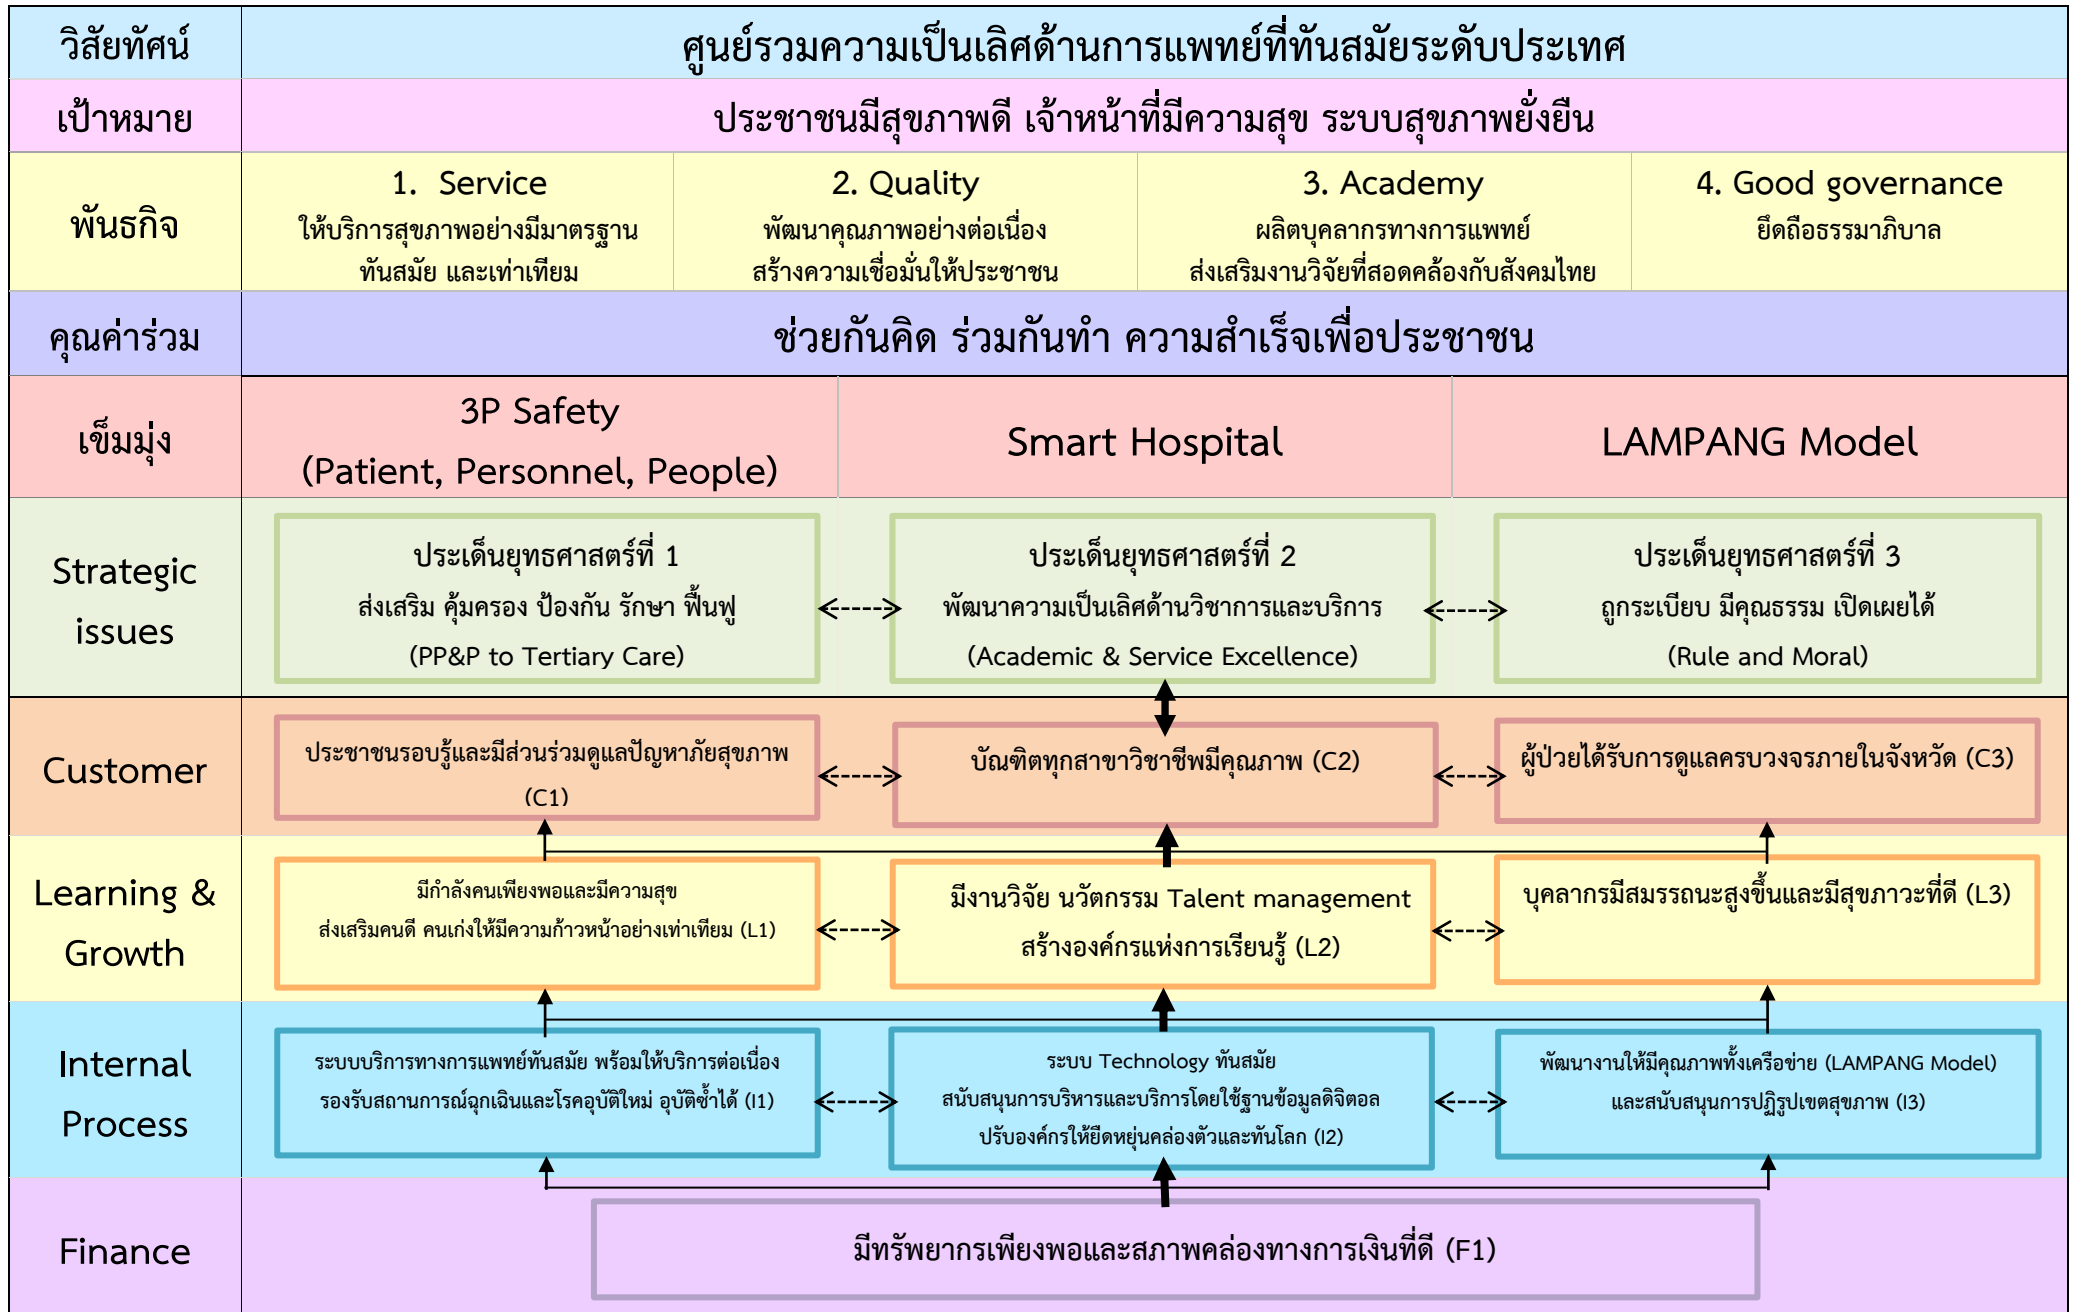 วิสัยทัศน์
ศูนย์รวมความเป็นเลิศด้านการแพทย์ที่ทันสมัยระดับประเทศ
เป้าหมาย
ประชาชนมีสุขภาพดี เจ้าหน้าที่มีความสุข ระบบสุขภาพยั่งยืน
พันธกิจ
1. Service
ให้บริการสุขภาพอย่างมีมาตรฐาน
ทันสมัย และเท่าเทียม
2. Quality
พัฒนาคุณภาพอย่างต่อเนื่อง
สร้างความเชื่อมั่นให้ประชาชน
3. Academy
ผลิตบุคลากรทางการแพทย์
ส่งเสริมงานวิจัยที่สอดคล้องกับสังคมไทย
4. Good governance
ยึดถือธรรมาภิบาล
คุณค่าร่วม
ช่วยกันคิด ร่วมกันทำ ความสำเร็จเพื่อประชาชน
เข็มมุ่ง
3P Safety
(Patient, Personnel, People)
Smart Hospital
LAMPANG Model
Strategic
issues
ประเด็นยุทธศาสตร์ที่ 1
ส่งเสริม คุ้มครอง ป้องกัน รักษา ฟื้นฟู
(PP&P to Tertiary Care)
ประเด็นยุทธศาสตร์ที่ 2
พัฒนาความเป็นเลิศด้านวิชาการและบริการ
(Academic & Service Excellence)
ประเด็นยุทธศาสตร์ที่ 3
ถูกระเบียบ มีคุณธรรม เปิดเผยได้
(Rule and Moral)
Customer
ประชาชนรอบรู้และมีส่วนร่วมดูแลปัญหาภัยสุขภาพ
(C1)
บัณฑิตทุกสาขาวิชาชีพมีคุณภาพ (C2)
ผู้ป่วยได้รับการดูแลครบวงจรภายในจังหวัด (C3)
Learning &
Growth
มีกำลังคนเพียงพอและมีความสุข
ส่งเสริมคนดี คนเก่งให้มีความก้าวหน้าอย่างเท่าเทียม (L1)
มีงานวิจัย นวัตกรรม Talent management
สร้างองค์กรแห่งการเรียนรู้ (L2)
บุคลากรมีสมรรถนะสูงขึ้นและมีสุขภาวะที่ดี (L3)
Internal
Process
ระบบบริการทางการแพทย์ทันสมัย พร้อมให้บริการต่อเนื่อง
รองรับสถานการณ์ฉุกเฉินและโรคอุบัติใหม่ อุบัติซ้ำได้ (I1)
ระบบ Technology ทันสมัย
สนับสนุนการบริหารและบริการโดยใช้ฐานข้อมูลดิจิตอล
ปรับองค์กรให้ยืดหยุ่นคล่องตัวและทันโลก (I2)
พัฒนางานให้มีคุณภาพทั้งเครือข่าย (LAMPANG Model)
และสนับสนุนการปฏิรูปเขตสุขภาพ (I3)
Finance
มีทรัพยากรเพียงพอและสภาพคล่องทางการเงินที่ดี (F1)